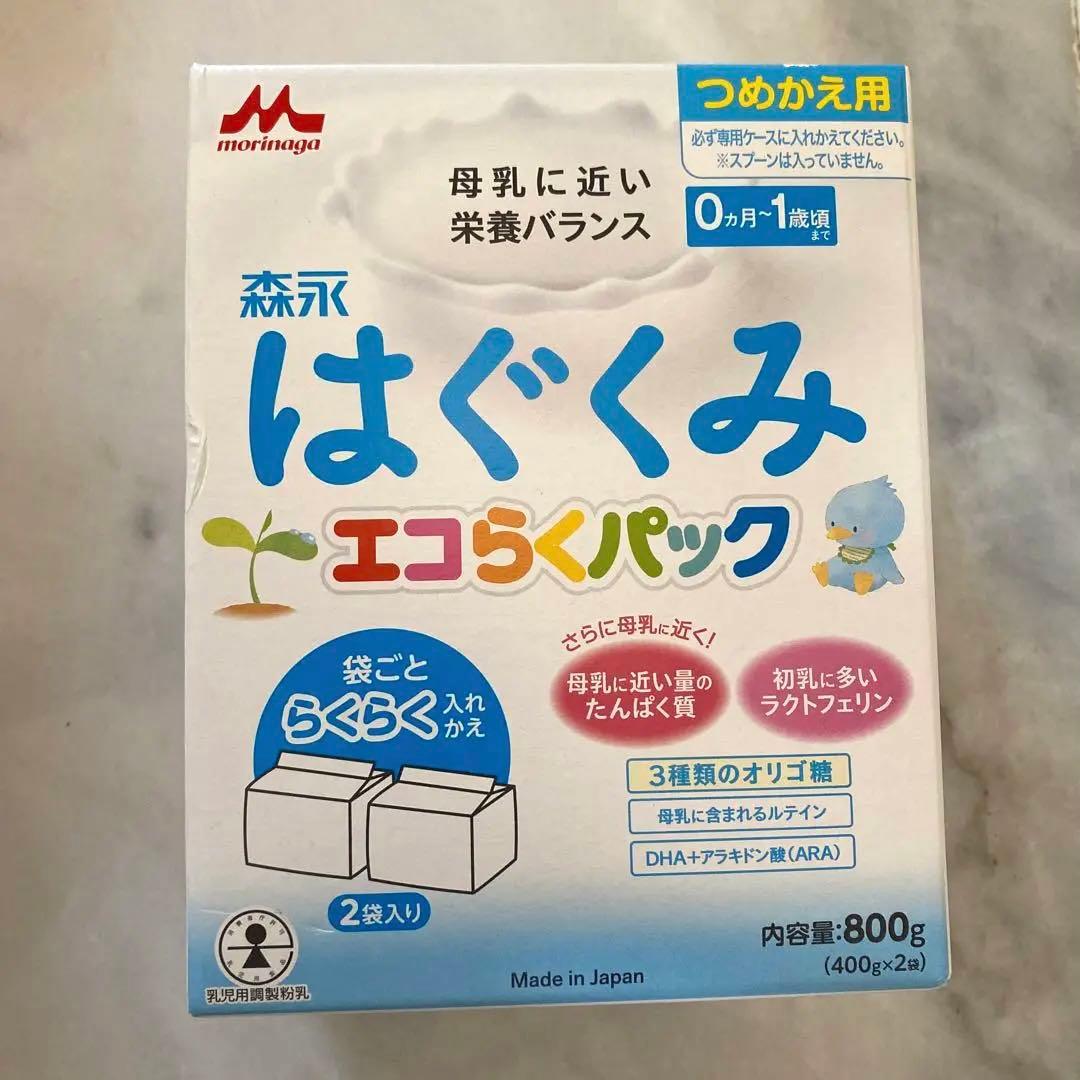 morinaga
つめかえ用
必ず専用ケースに入れかえてください。
※スプーンは入っていません。
母乳に近い
栄養バランス
0ヵ月~1歳頃まで
森永
はぐくみ
エコらくパック
袋ごと
らくらく入れかえ
さらに母乳に近く!
母乳に近い量の
たんぱく質
初乳に多い
ラクトフェリン
3種類のオリゴ糖
母乳に含まれるルテイン
DHA+アラキドン酸(ARA)
2袋入り
内容量:800g
(400g×2袋)
Made in Japan
乳児用調製粉乳